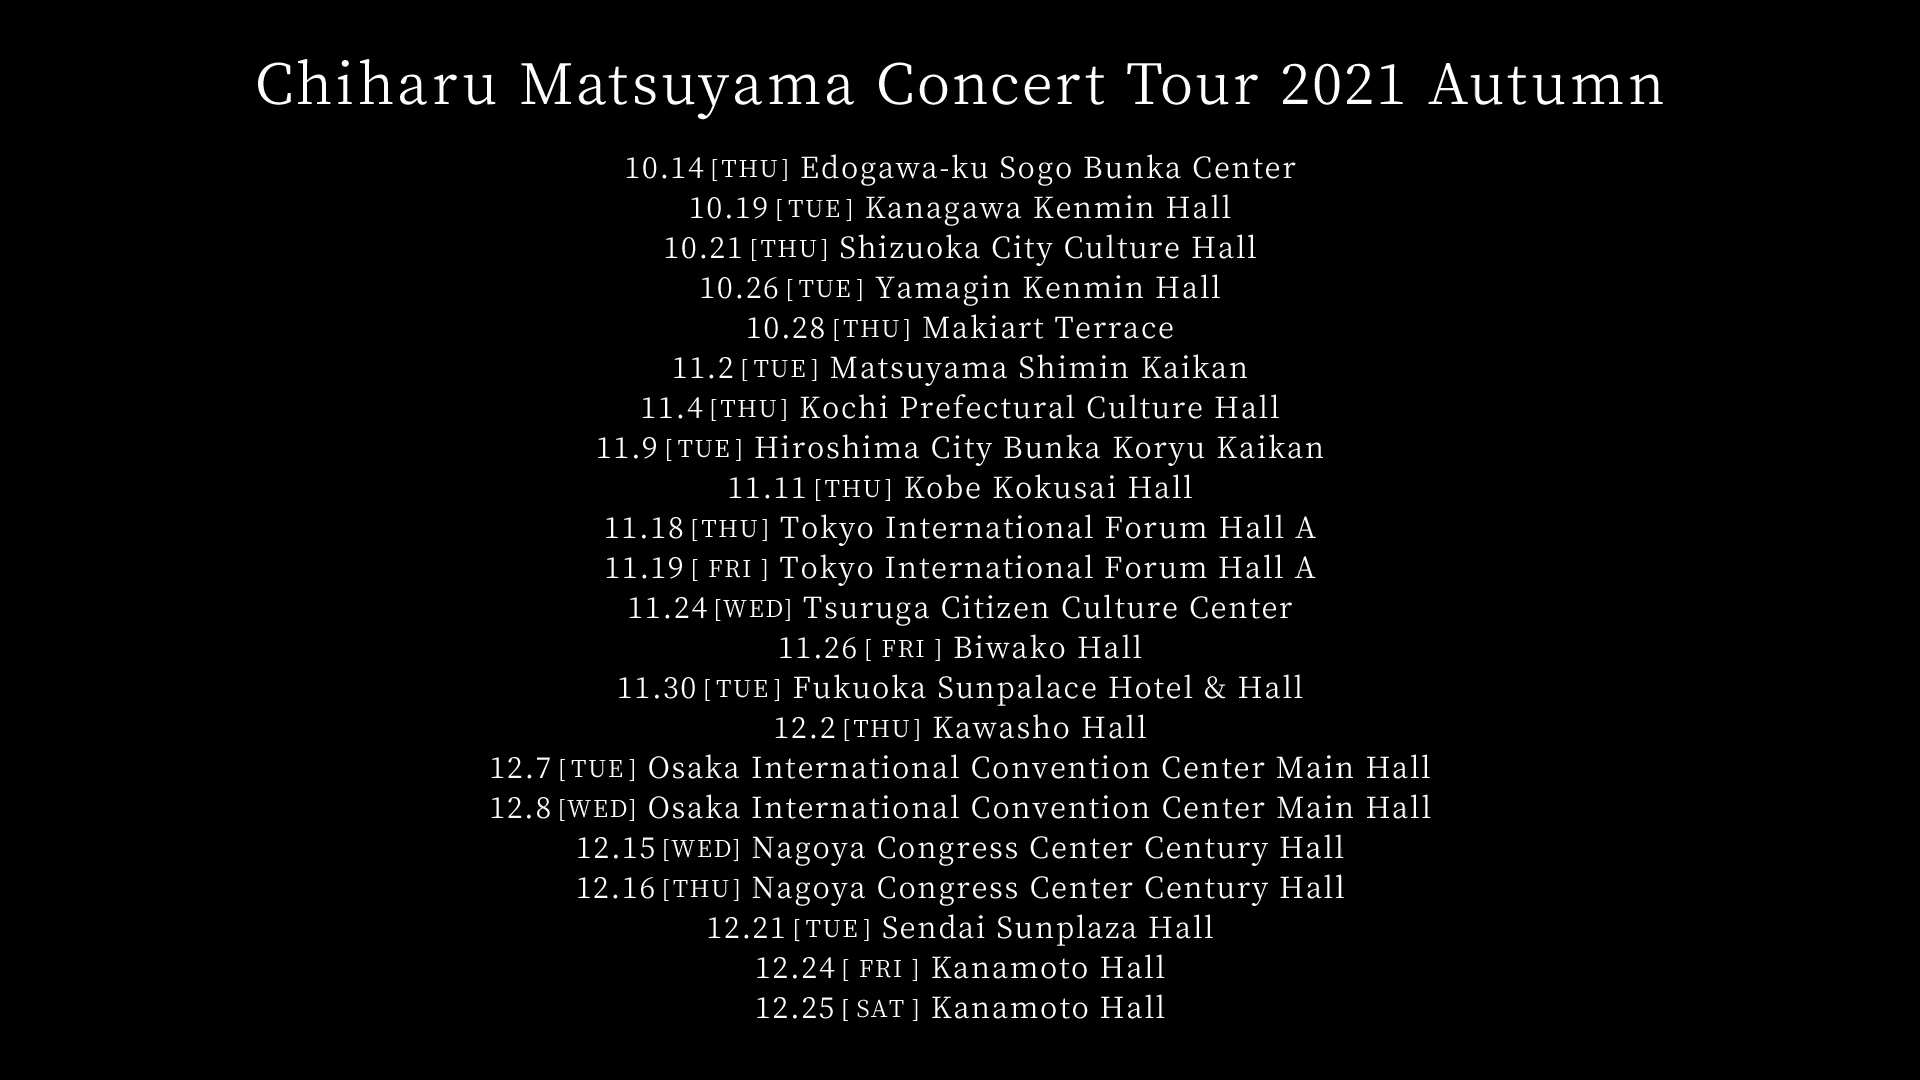 Chiharu Matsuyama Concert Tour 2021 Autumn
10.14[THU] Edogawa-ku Sogo Bunka Center
10.19[TUE] Kanagawa Kenmin Hall
10.21[THU] Shizuoka City Culture Hall
10.26[TUE] Yamagin Kenmin Hall
10.28[THU] Makiart Terrace
11.2[TUE] Matsuyama Shimin Kaikan
11.4[THU] Kochi Prefectural Culture Hall
11.9[TUE] Hiroshima City Bunka Koryu Kaikan
11.11[THU] Kobe Kokusai Hall
11.18[THU] Tokyo International Forum Hall A
11.19[ FRI ] Tokyo International Forum Hall A
11.24[WED] Tsuruga Citizen Culture Center
11.26[ FRI ] Biwako Hall
11.30[TUE] Fukuoka Sunpalace Hotel & Hall
12.2[THU] Kawasho Hall
12.7[TUE] Osaka International Convention Center Main Hall
12.8[WED] Osaka International Convention Center Main Hall
12.15[WED] Nagoya Congress Center Century Hall
12.16[THU] Nagoya Congress Center Century Hall
12.21[TUE] Sendai Sunplaza Hall
12.24[ FRI ] Kanamoto Hall
12.25[ SAT ] Kanamoto Hall